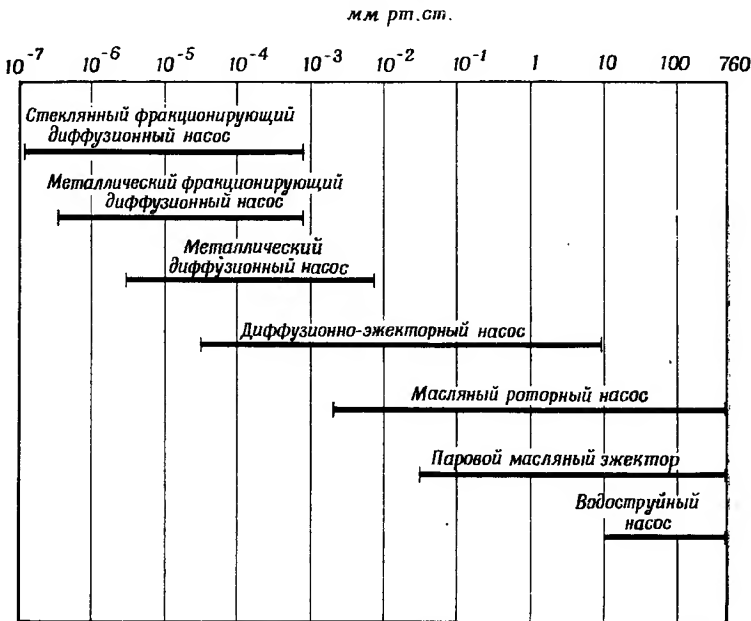 мм рт.ст.
10⁻⁷ 10⁻⁶ 10⁻⁵ 10⁻⁴ 10⁻³ 10⁻² 10⁻¹ 1 10 100 760
Стеклянный фракционирующий
диффузионный насос
Металлический фракционирующий
диффузионный насос
Металлический
диффузионный насос
Диффузионно-эжекторный насос
Масляный роторный насос
Паровой масляный эжектор
Водоструйный
насос